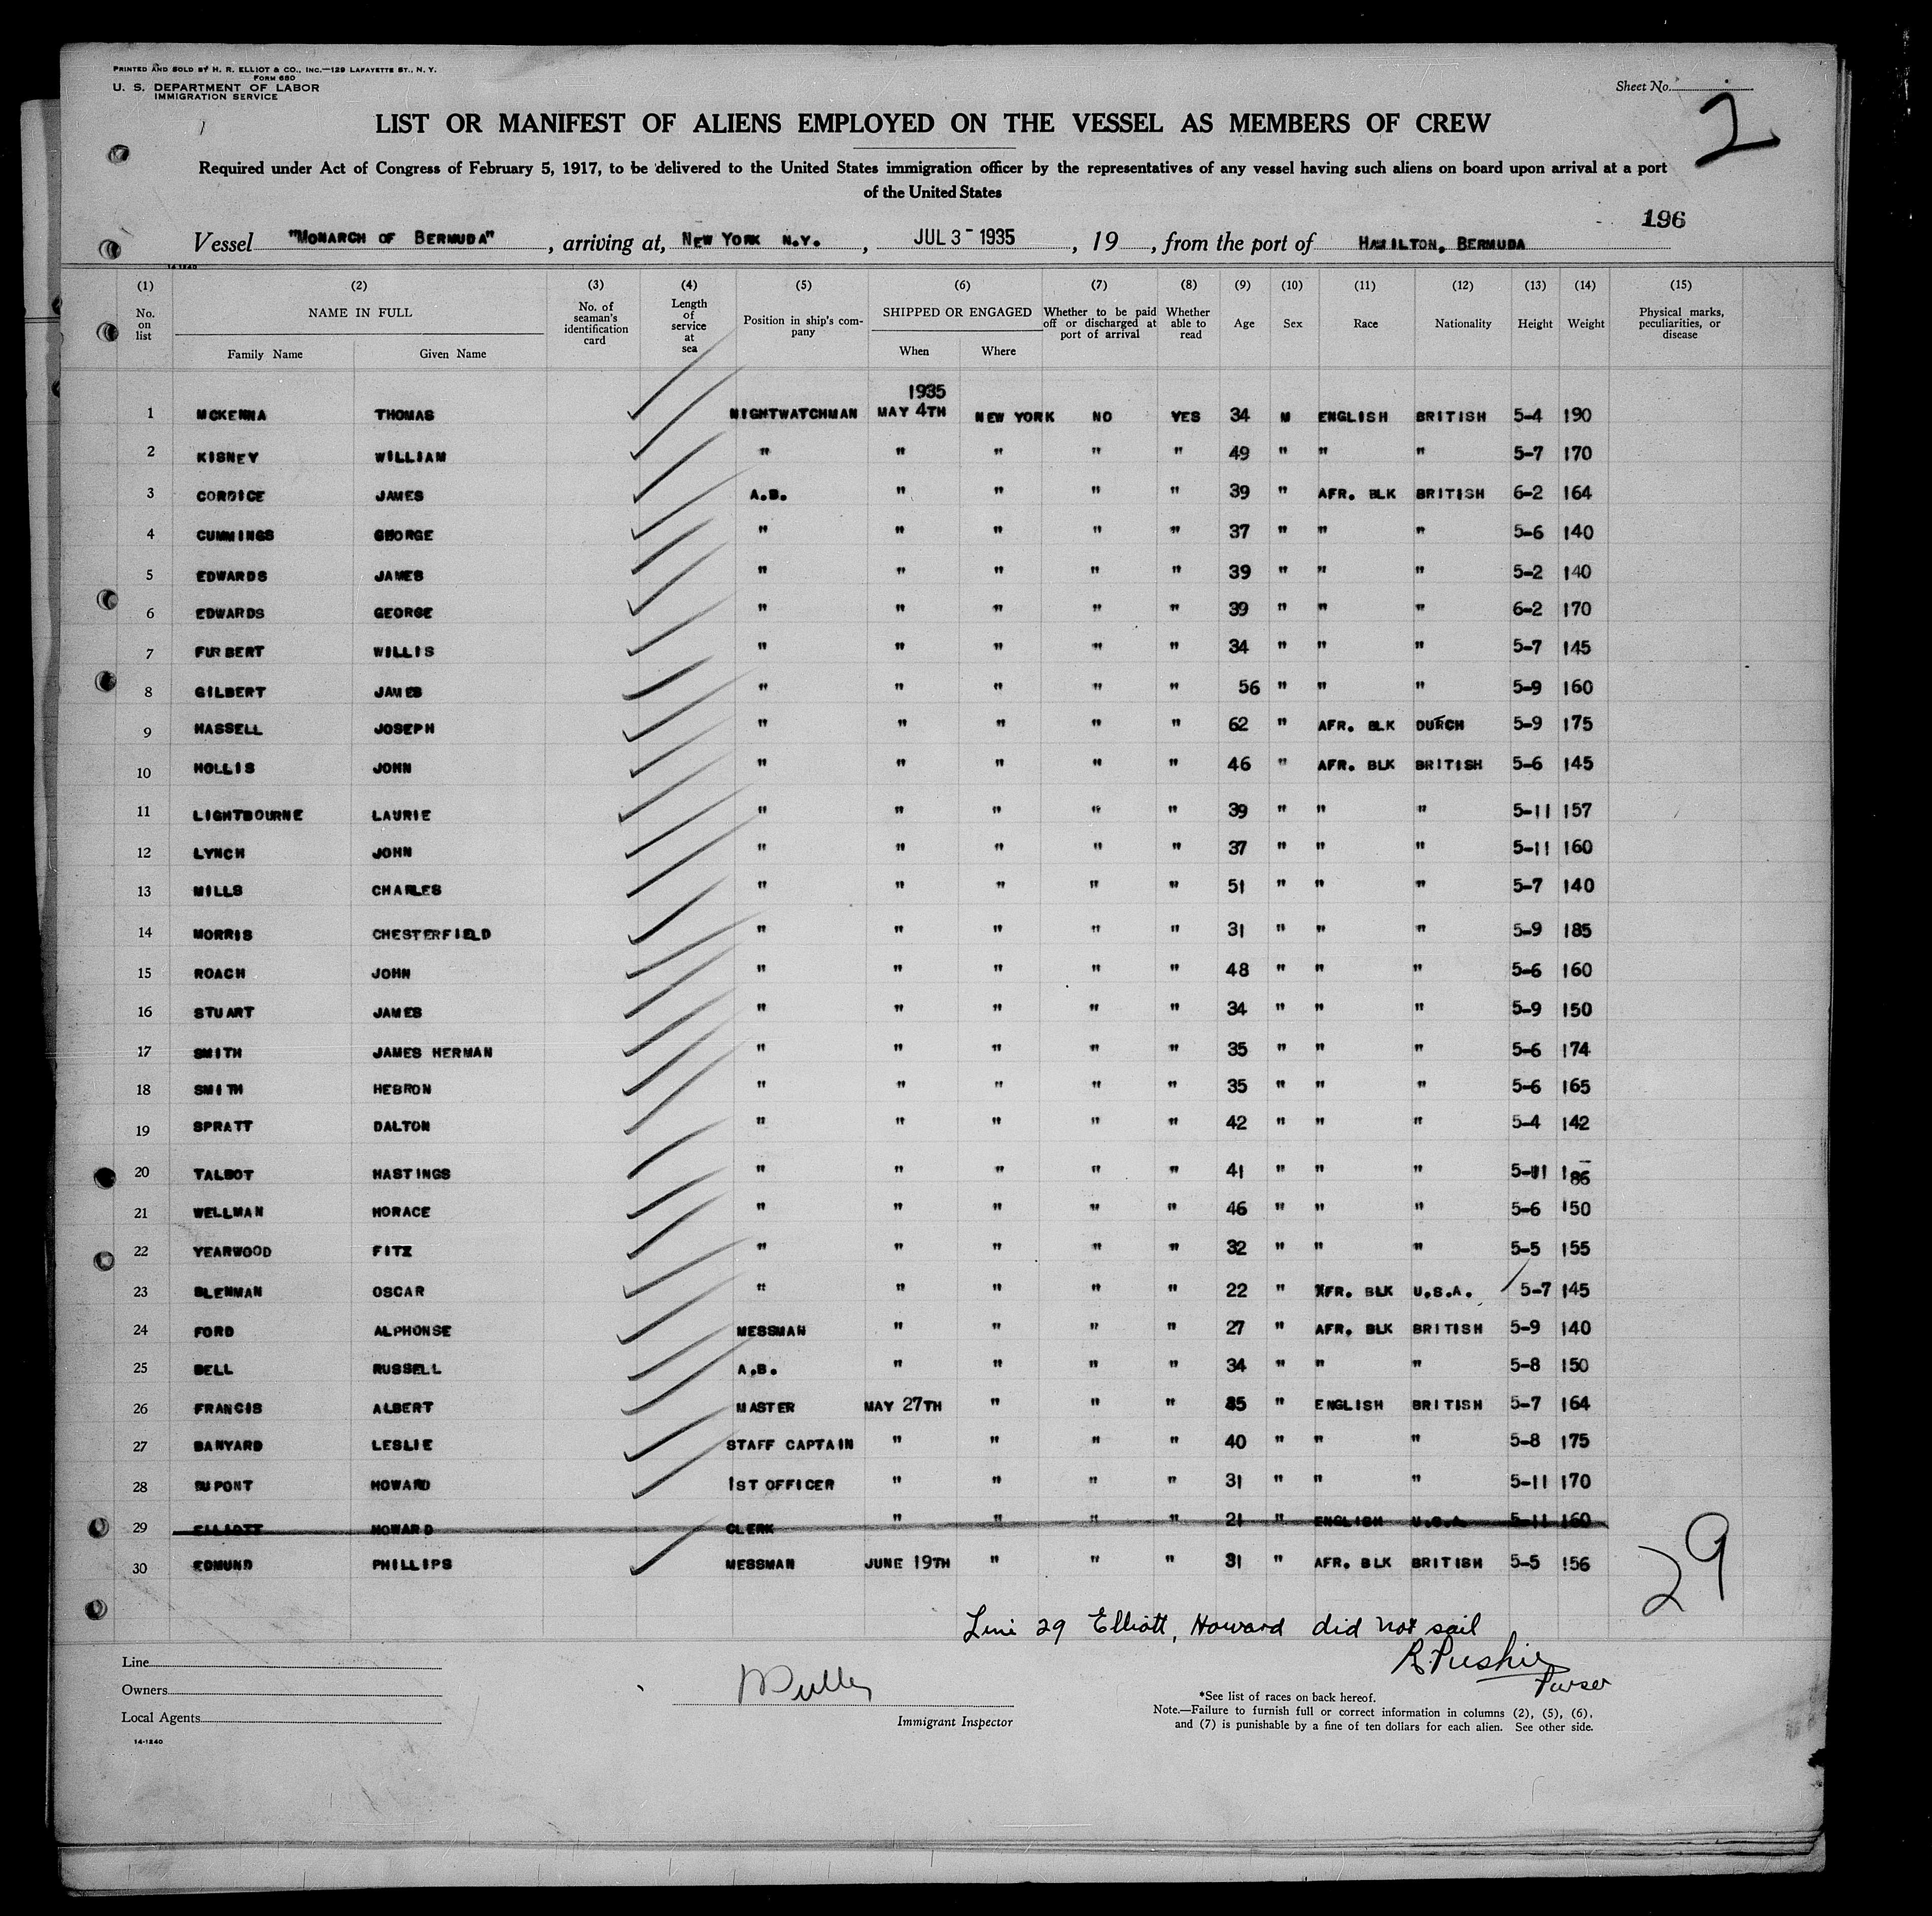 PRINTED AND SOLD BY H. R. ELLIOT & CO., INC.—129 LAFAYETTE ST., N. Y.
FORM 680
U. S. DEPARTMENT OF LABOR
IMMIGRATION SERVICE
Sheet No. 2
LIST OR MANIFEST OF ALIENS EMPLOYED ON THE VESSEL AS MEMBERS OF CREW
Required under Act of Congress of February 5, 1917, to be delivered to the United States immigration officer by the representatives of any vessel having such aliens on board upon arrival at a port
of the United States
196
Vessel "MONARCH OF BERMUDA", arriving at, NEW YORK N.Y., JUL 3 - 1935, 19 , from the port of HAMILTON, BERMUDA
14-1240
(1) (2) (3) (4) (5) (6) (7) (8) (9) (10) (11) (12) (13) (14) (15)
No. on list NAME IN FULL Family Name Given Name No. of seaman's identification card Length of service at sea Position in ship's company SHIPPED OR ENGAGED When Where Whether to be paid off or discharged at port of arrival Whether able to read Age Sex Race Nationality Height Weight Physical marks, peculiarities, or disease
1935
1 MCKENNA THOMAS NIGHTWATCHMAN MAY 4TH NEW YORK NO YES 34 M ENGLISH BRITISH 5-4 190
2 KISNEY WILLIAM " " " " " 49 " " " 5-7 170
3 CORDICE JAMES A.B. " " " " 39 " AFR. BLK BRITISH 6-2 164
4 CUMMINGS GEORGE " " " " " 37 " " " 5-6 140
5 EDWARDS JAMES " " " " " 39 " " " 5-2 140
6 EDWARDS GEORGE " " " " " 39 " " " 6-2 170
7 FURBERT WILLIS " " " " " 34 " " " 5-7 145
8 GILBERT JAMES " " " " " 56 " " " 5-9 160
9 HASSELL JOSEPH " " " " " 62 " AFR. BLK DUTCH 5-9 175
10 HOLLIS JOHN " " " " " 46 " AFR. BLK BRITISH 5-6 145
11 LIGHTBOURNE LAURIE " " " " " 39 " " " 5-11 157
12 LYNCH JOHN " " " " " 37 " " " 5-11 160
13 MILLS CHARLES " " " " " 51 " " " 5-7 140
14 MORRIS CHESTERFIELD " " " " " 31 " " " 5-9 185
15 ROACH JOHN " " " " " 48 " " " 5-6 160
16 STUART JAMES " " " " " 34 " " " 5-9 150
17 SMITH JAMES HERMAN " " " " " 35 " " " 5-6 174
18 SMITH HEBRON " " " " " 35 " " " 5-6 165
19 SPRATT DALTON " " " " " 42 " " " 5-4 142
20 TALBOT HASTINGS " " " " " 41 " " " 5-11 186
21 WELLMAN HORACE " " " " " 46 " " " 5-6 150
22 YEARWOOD FITZ " " " " " 32 " " " 5-5 155
23 BLENMAN OSCAR " " " " " 22 " AFR. BLK U.S.A. 5-7 145
24 FORD ALPHONSE MESSMAN " " " " 27 " AFR. BLK BRITISH 5-9 140
25 BELL RUSSELL A.B. " " " " 34 " " " 5-8 150
26 FRANCIS ALBERT MASTER MAY 27TH " " " " ENGLISH BRITISH 5-7 164
27 BANYARD LESLIE STAFF CAPTAIN " " " " 40 " " " 5-8 175
28 DUPONT HOWARD 1ST OFFICER " " " " 31 " " " 5-11 170
29 ELLIOTT HOWARD CLERK " " " " 21 " ENGLISH U.S.A. 5-11 160
30 EDMUND PHILLIPS MESSMAN JUNE 19TH " " " 31 " AFR. BLK BRITISH 5-5 156
29
Line 29 Elliott, Howard did not sail
R. Pushie
Purser
Line
Owners
Local Agents
14-1240
Immigrant Inspector
*See list of races on back hereof.
Note.—Failure to furnish full or correct information in columns (2), (5), (6),
and (7) is punishable by a fine of ten dollars for each alien. See other side.